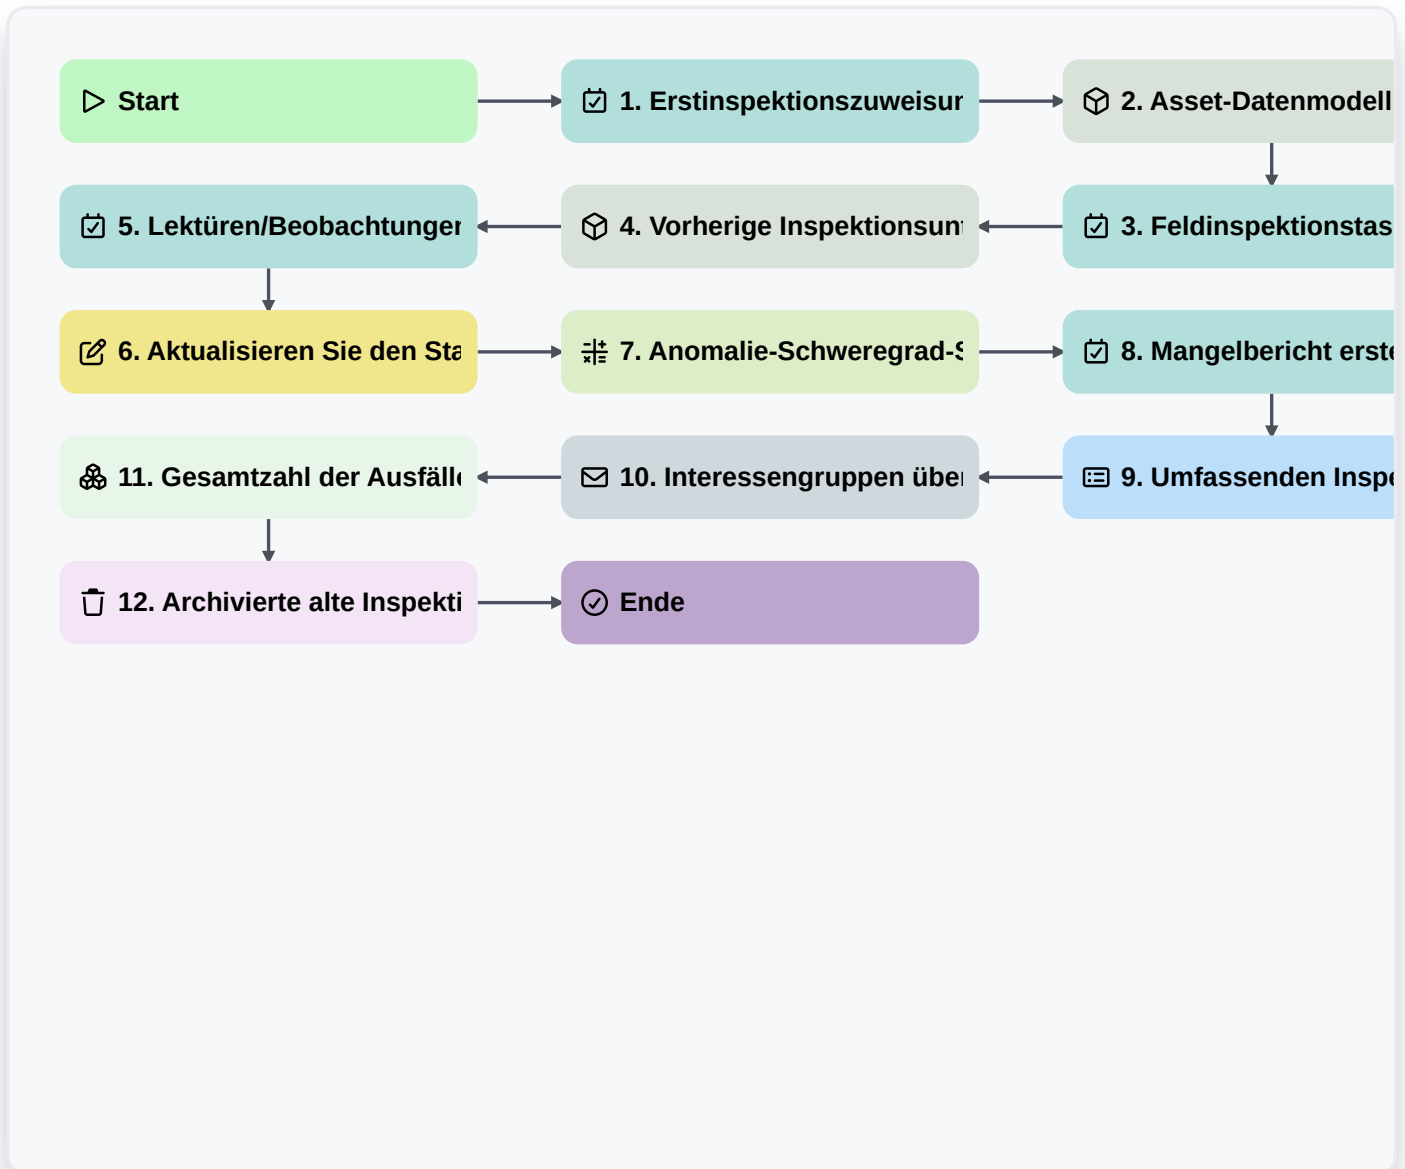 Start
1. Erstinspektionszuweisur
2. Asset-Datenmodell
5. Lektüren/Beobachtunger
4. Vorherige Inspektionsunt
3. Feldinspektionstas
6. Aktualisieren Sie den Sta
7. Anomalie-Schweregrad-S
8. Mangelbericht erste
11. Gesamtzahl der Ausfälle
10. Interessengruppen über
9. Umfassenden Inspe
12. Archivierte alte Inspekti
Ende